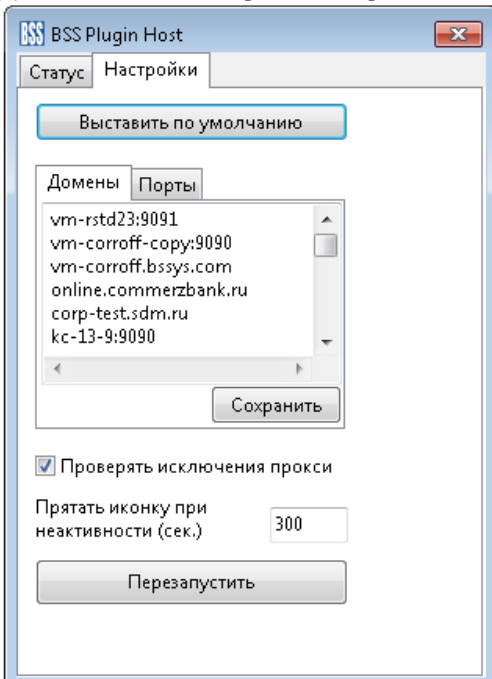 BSS BSS Plugin Host
Статус Настройки
Выставить по умолчанию
Домены Порты
vm-rstd23:9091
vm-corroff-copy:9090
vm-corroff.bssys.com
online.commerzbank.ru
corp-test.sdm.ru
kc-13-9:9090
Сохранить
Проверять исключения прокси
Прятать иконку при
неактивности (сек.)
300
Перезапустить